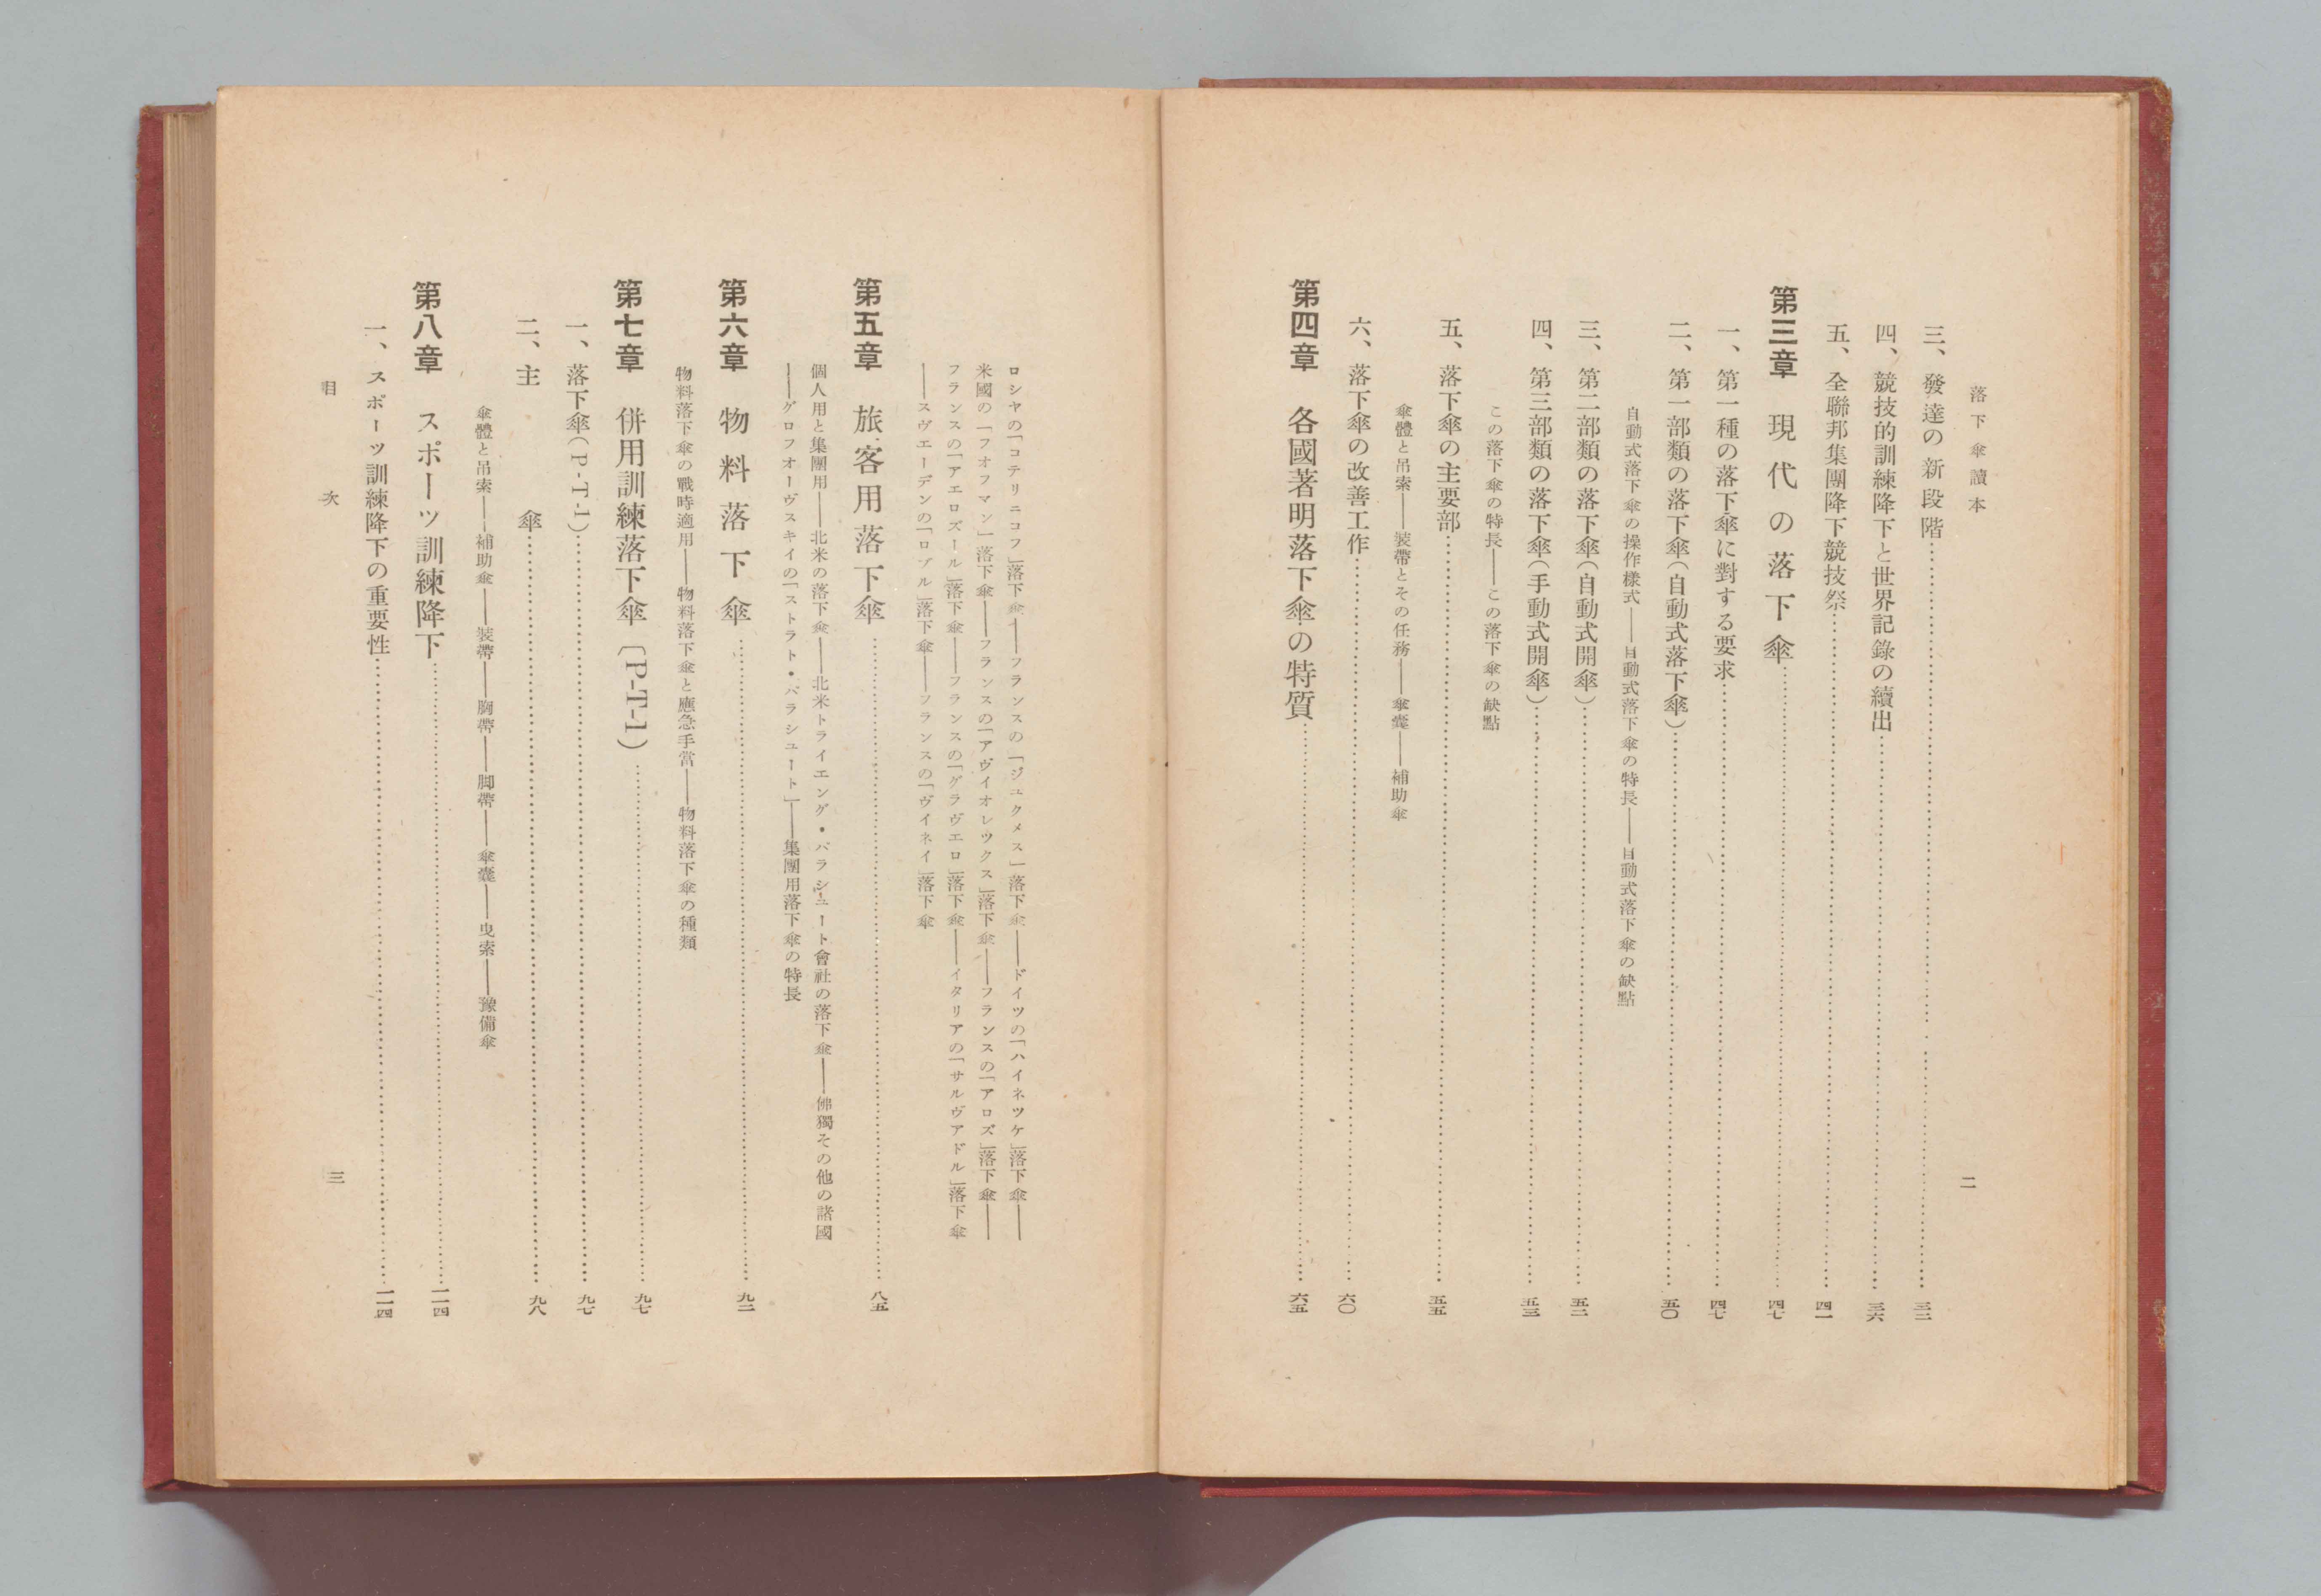 落下傘讀本
二
三、發達の新段階……三二
四、競技的訓練降下と世界記錄の續出……三六
五、全聯邦集團降下競技祭……四一
第三章 現代の落下傘……四七
一、第一種の落下傘に對する要求……四七
二、第一部類の落下傘(自動式落下傘)……五〇
自動式落下傘の操作樣式——自動式落下傘の特長——自動式落下傘の缺點
三、第二部類の落下傘(自動式開傘)……五二
四、第三部類の落下傘(手動式開傘)……五三
この落下傘の特長——この落下傘の缺點
五、落下傘の主要部……五五
傘體と吊索——裝帶とその任務——傘囊——補助傘
六、落下傘の改善工作……六〇
第四章 各國著明落下傘の特質……六五
ロシヤの「コテリニコフ」落下傘——フランスの「ジュクメス」落下傘——ドイツの「ハイネツケ」落下傘——
米國の「フオフマン」落下傘——フランスの「アヴイオレツクス」落下傘——フランスの「アロズ」落下傘——
フランスの「アエロズール」落下傘——フランスの「グラヴエロ」落下傘——イタリアの「サルヴアドル」落下傘
——スヴエーデンの「ロヅル」落下傘——フランスの「ヴイネイ」落下傘
第五章 旅客用落下傘……八五
個人用と集團用——北米の落下傘——北米トライエング・パラシュート會社の落下傘——佛獨その他の諸國
——グロフオーヴスキイの「ストラト・パラシュート」——集團用落下傘の特長
第六章 物料落下傘……九二
物料落下傘の戰時適用——物料落下傘と應急手當——物料落下傘の種類
第七章 併用訓練落下傘〔P-T-1)……九七
一、落下傘(P-T-1)……九七
二、主傘……九八
傘體と吊索——補助傘——裝帶——胸帶——脚帶——傘囊——曳索——豫備傘
第八章 スポーツ訓練降下……一一四
一、スポーツ訓練降下の重要性……一一四
目次
三